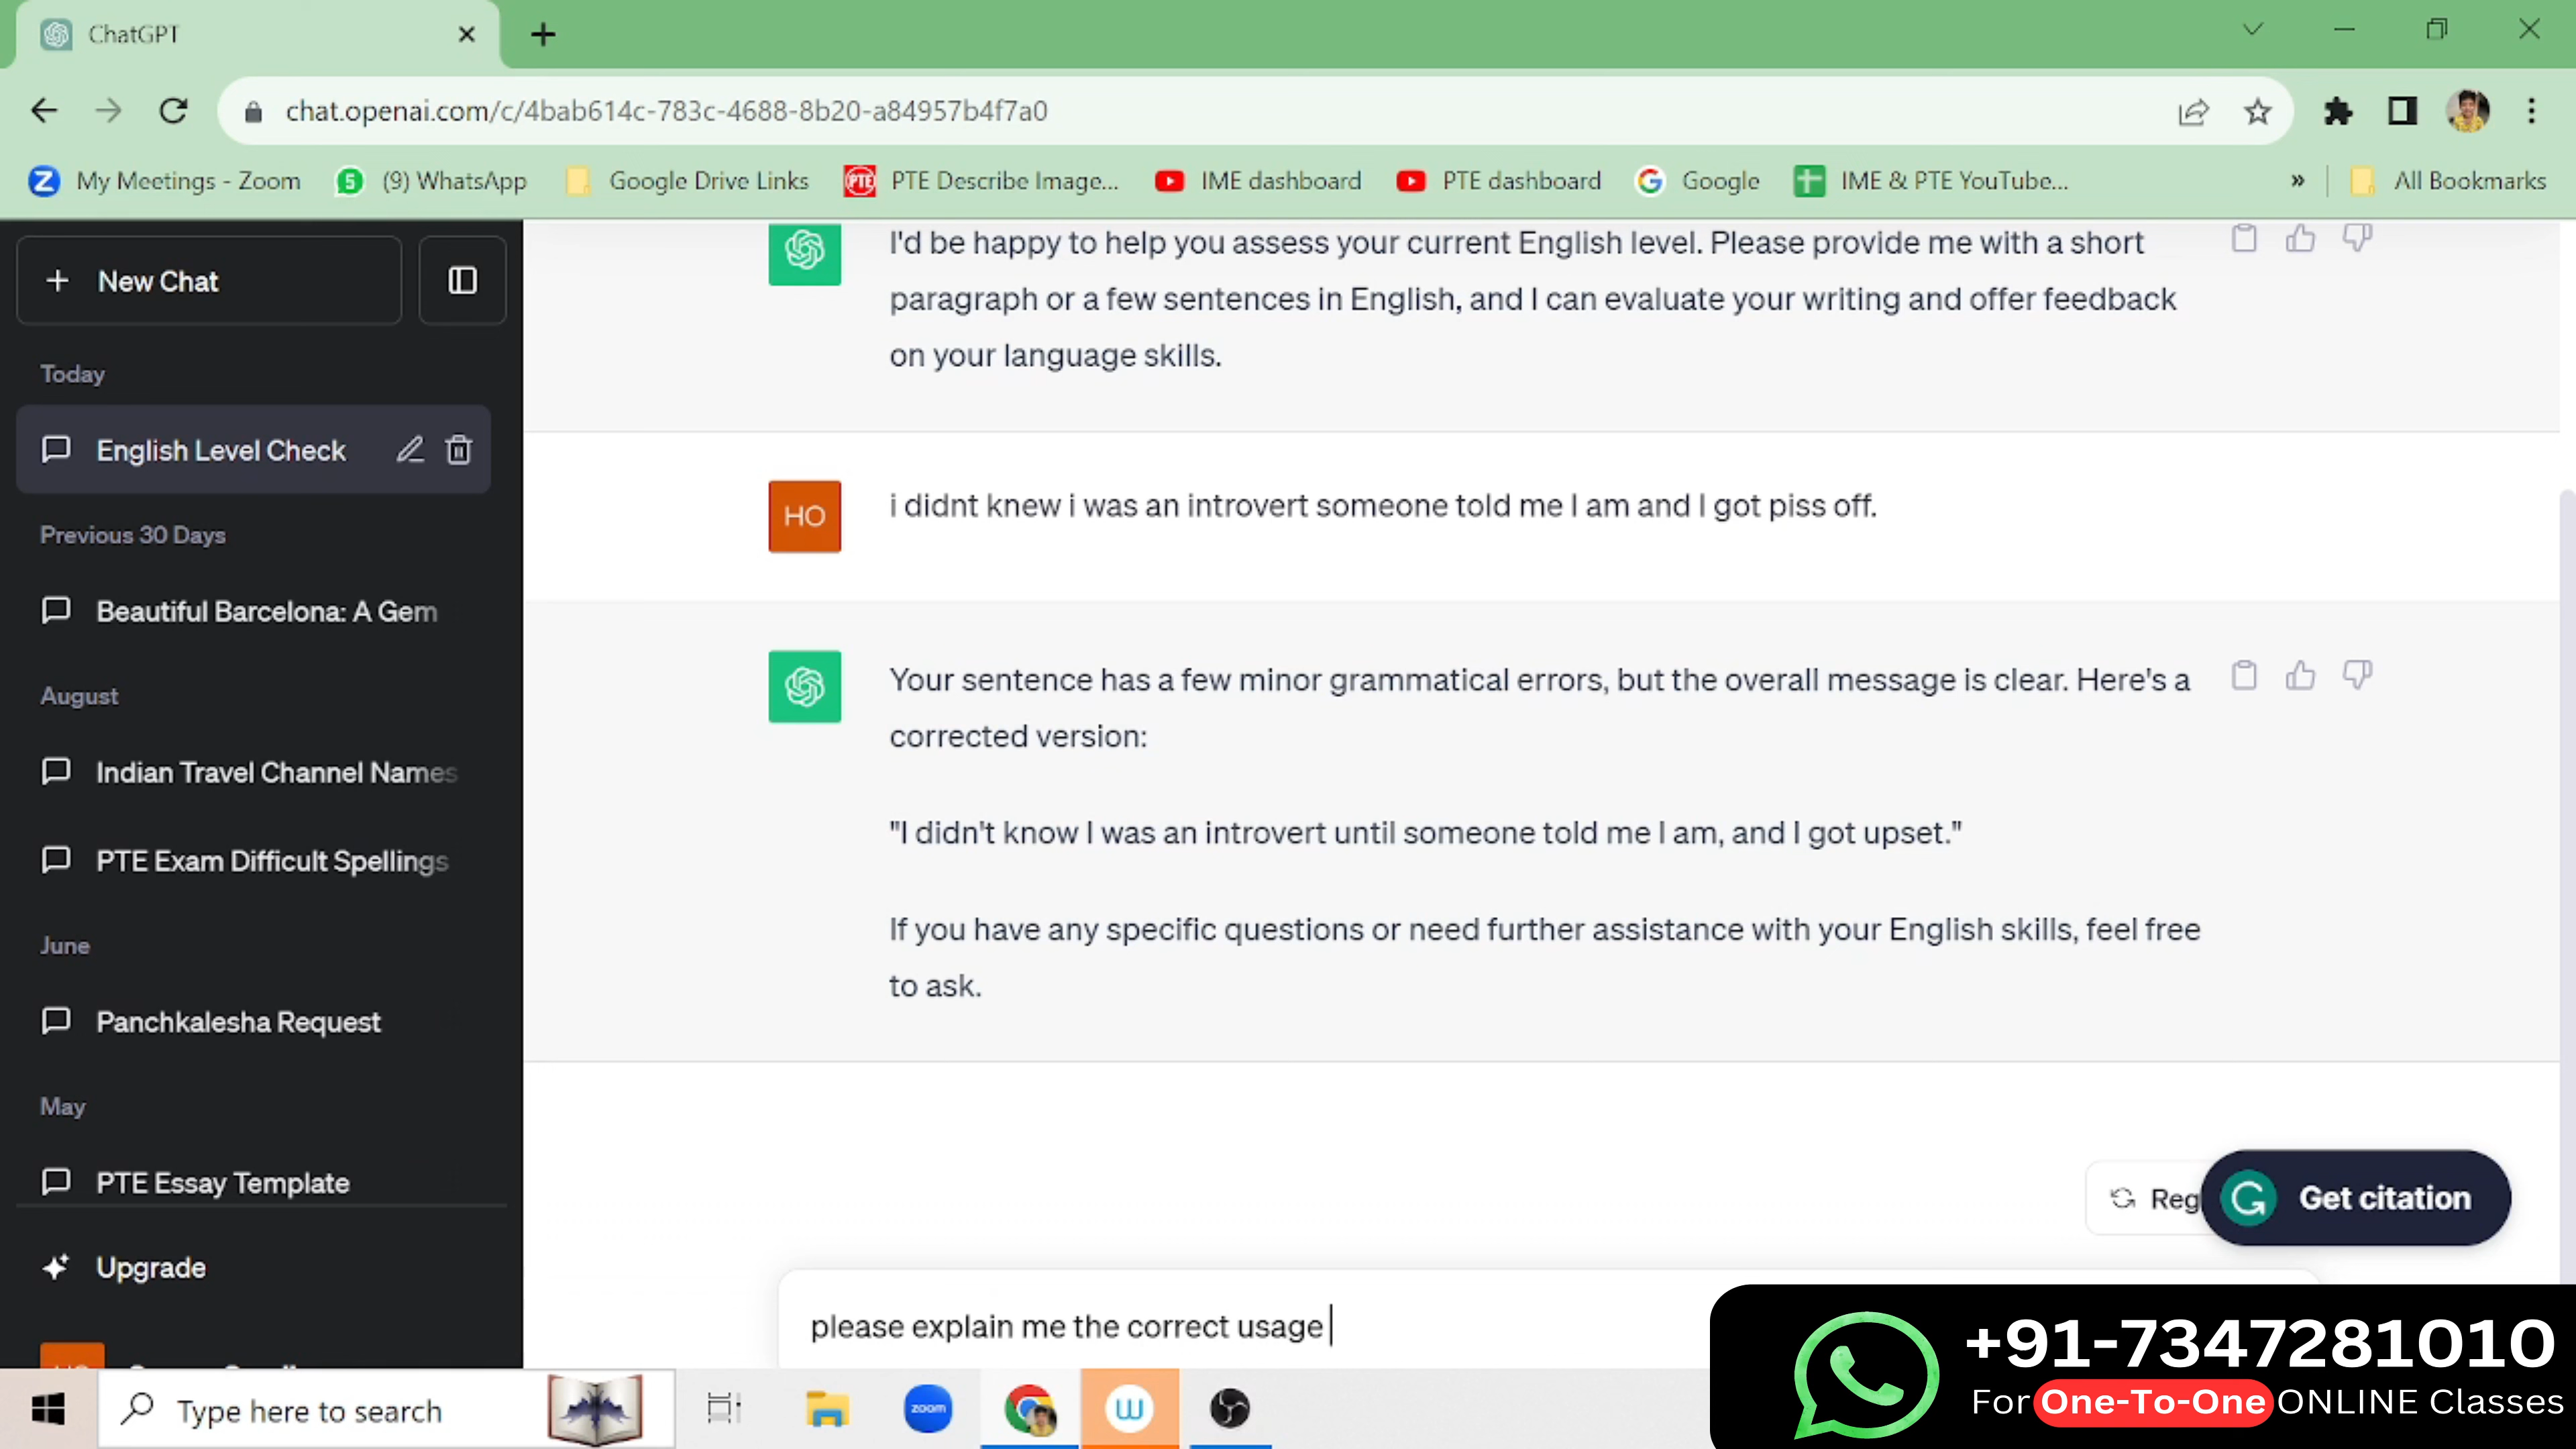 ChatGPT
chat.openai.com/c/4bab614c-783c-4688-8b20-a84957b4f7a0
My Meetings - Zoom
(9) WhatsApp
Google Drive Links
PTE Describe Image...
IME dashboard
PTE dashboard
Google
IME & PTE YouTube...
All Bookmarks
New Chat
Today
English Level Check
Previous 30 Days
Beautiful Barcelona: A Gem
August
Indian Travel Channel Names
PTE Exam Difficult Spellings
June
Panchkalesha Request
May
PTE Essay Template
Upgrade
I'd be happy to help you assess your current English level. Please provide me with a short
paragraph or a few sentences in English, and I can evaluate your writing and offer feedback
on your language skills.
HO
i didnt knew i was an introvert someone told me I am and I got piss off.
Your sentence has a few minor grammatical errors, but the overall message is clear. Here's a
corrected version:
"I didn't know I was an introvert until someone told me I am, and I got upset."
If you have any specific questions or need further assistance with your English skills, feel free
to ask.
Reg
Get citation
please explain me the correct usage
Type here to search
zoom
+91-7347281010
For One-To-One ONLINE Classes